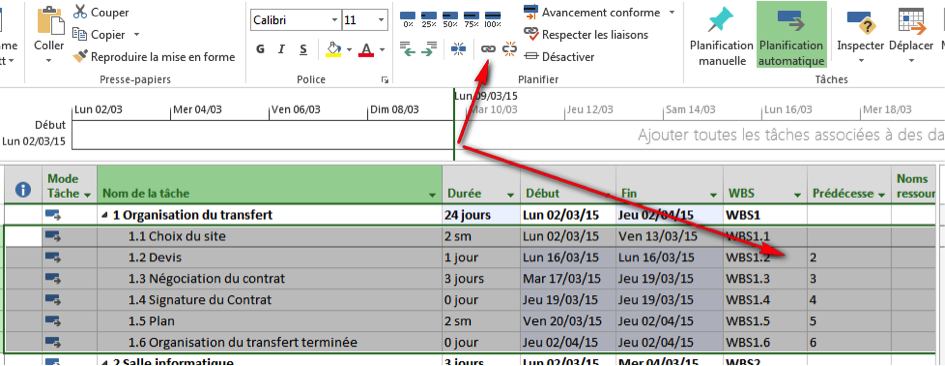 Couper
Copier
Reproduire la mise en forme
Coller
Presse-papiers
Calibri 11
G I S A
Police
0% 25% 50% 75% 100%
Avancement conforme
Respecter les liaisons
Désactiver
Planifier
Planification manuelle
Planification automatique
Inspecter
Déplacer
Tâches
Lun 09/03/15
Lun 02/03 Mer 04/03 Ven 06/03 Dim 08/03 Mar 10/03 Jeu 12/03 Sam 14/03 Lun 16/03 Mer 18/03
Début
Lun 02/03/15
Ajouter toutes les tâches associées à des da
Mode Tâche Nom de la tâche Durée Début Fin WBS Prédécesse Noms ressour
1 Organisation du transfert 24 jours Lun 02/03/15 Jeu 02/04/15 WBS1
1.1 Choix du site 2 sm Lun 02/03/15 Ven 13/03/15 WBS1.1
1.2 Devis 1 jour Lun 16/03/15 Lun 16/03/15 WBS1.2 2
1.3 Négociation du contrat 3 jours Mar 17/03/15 Jeu 19/03/15 WBS1.3 3
1.4 Signature du Contrat 0 jour Jeu 19/03/15 Jeu 19/03/15 WBS1.4 4
1.5 Plan 2 sm Ven 20/03/15 Jeu 02/04/15 WBS1.5 5
1.6 Organisation du transfert terminée 0 jour Jeu 02/04/15 Jeu 02/04/15 WBS1.6 6
2 Salle informatique 3 jours Lun 02/03/15 Mer 04/03/15 WBS2